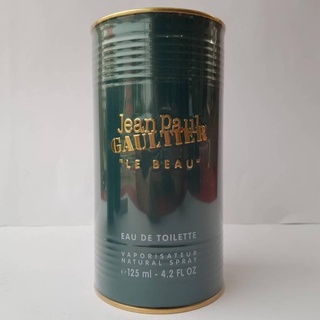 Jean Paul
GAULTIER
"LE BEAU"
EAU DE TOILETTE
VAPORISATEUR
NATURAL SPRAY
℮125 ml - 4.2 FL OZ